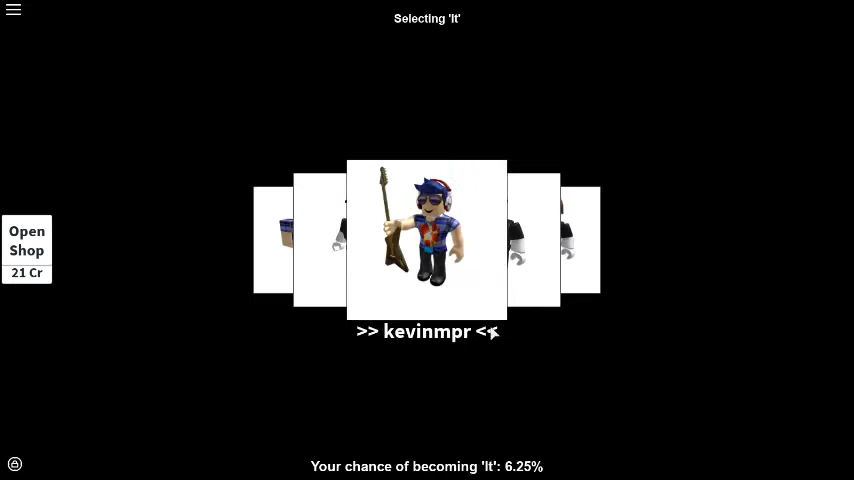 Selecting 'It'
Open
Shop
21 Cr
>> kevinmpr <<
Your chance of becoming 'It': 6.25%